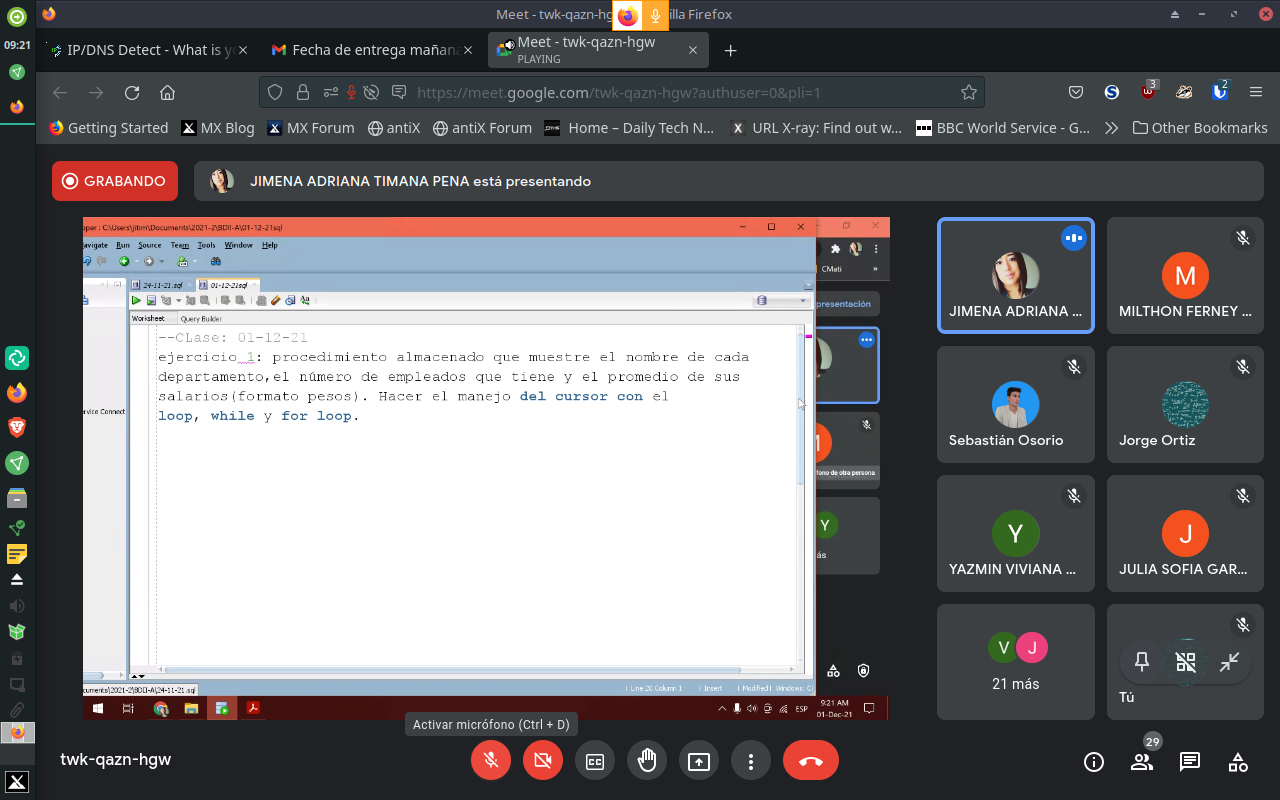 Meet - twk-qazn-hg
illa Firefox
09:21
IP/DNS Detect - What is y
Fecha de entrega mañana
Meet - twk-qazn-hgw
PLAYING
https://meet.google.com/twk-qazn-hgw?authuser=0&pli=1
3
2
Getting Started
MX Blog
MX Forum
antiX
antiX Forum
Home – Daily Tech N...
URL X-ray: Find out w...
BBC World Service - G...
Other Bookmarks
GRABANDO
JIMENA ADRIANA TIMANA PENA está presentando
oper : C:\Users\jitim\Documents\2021-2\BDII-A\01-12-21sql
avigate Run Source Team Tools Window Help
CMati
24-11-21.sql
01-12-21sql
presentación
Worksheet
Query Builder
--CLase: 01-12-21
ejercicio_1: procedimiento almacenado que muestre el nombre de cada
departamento,el número de empleados que tiene y el promedio de sus
salarios(formato pesos). Hacer el manejo del cursor con el
loop, while y for loop.
ervice Connect
fono de otra persona
Y
ás
cuments\2021-2\BDII-A\24-11-21.sql
Line 20 Column 1
Insert
Modified
Windows: C
ESP
9:21 AM
01-Dec-21
JIMENA ADRIANA ...
M
MILTHON FERNEY ...
Sebastián Osorio
Jorge Ortiz
Y
YAZMIN VIVIANA ...
J
JULIA SOFIA GAR...
V
J
21 más
Tú
Activar micrófono (Ctrl + D)
twk-qazn-hgw
29